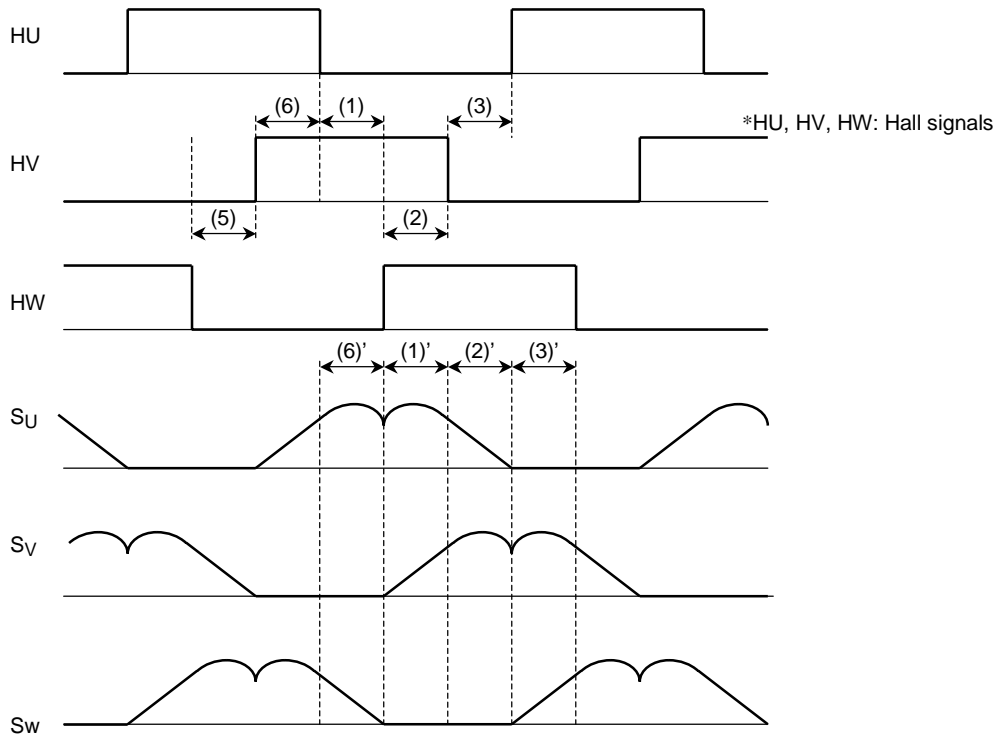 HU
(6) (1) (3)
*HU, HV, HW: Hall signals
HV
(5) (2)
HW
(6)’ (1)’ (2)’ (3)’
SU
SV
Sw